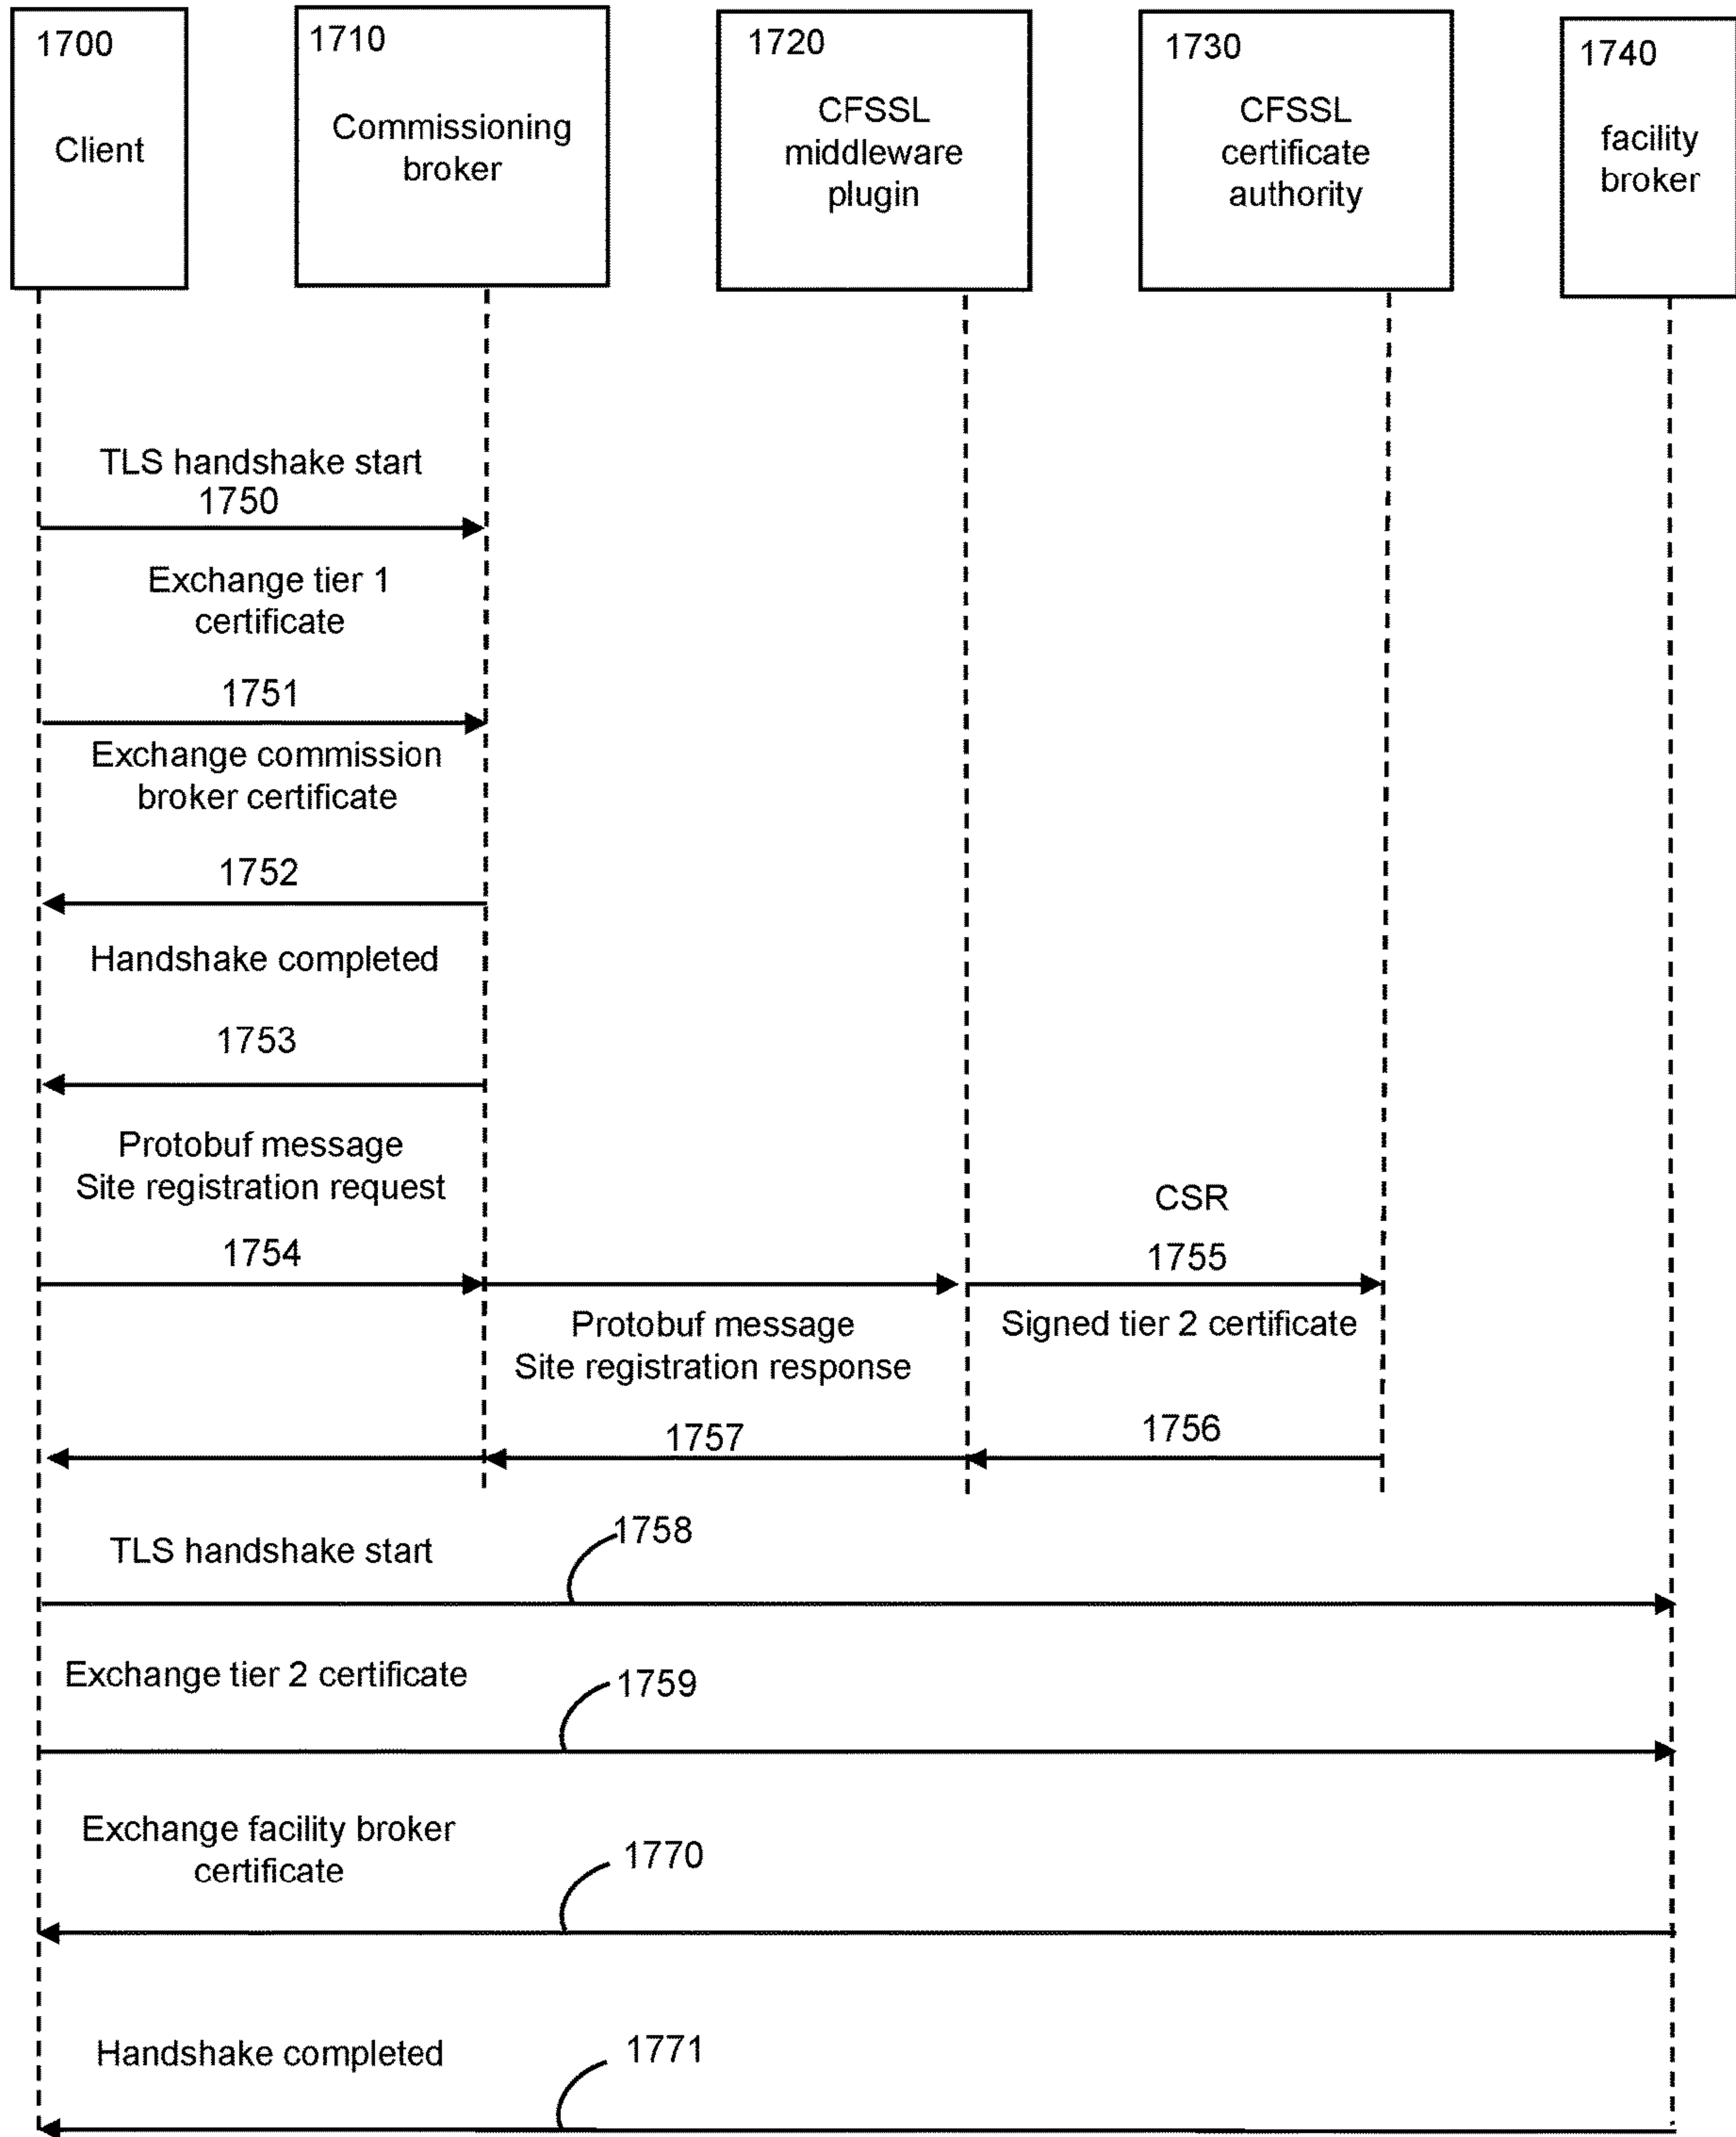 1700
Client
1710
Commissioning
broker
1720
CFSSL
middleware
plugin
1730
CFSSL
certificate
authority
1740
facility
broker
TLS handshake start
1750
Exchange tier 1
certificate
1751
Exchange commission
broker certificate
1752
Handshake completed
1753
Protobuf message
Site registration request
1754
CSR
1755
Protobuf message
Site registration response
1757
Signed tier 2 certificate
1756
TLS handshake start
1758
Exchange tier 2 certificate
1759
Exchange facility broker
certificate
1770
Handshake completed
1771